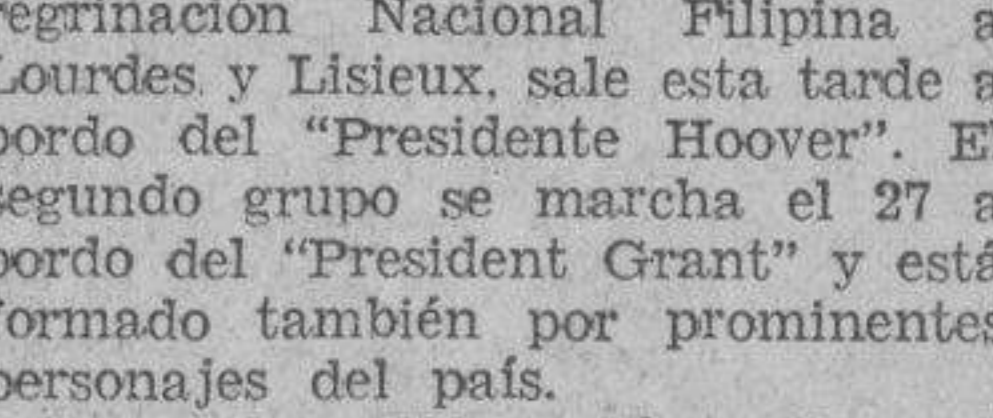 regrinación Nacional Filipina a
Lourdes y Lisieux, sale esta tarde a
bordo del “Presidente Hoover”. El
segundo grupo se marcha el 27 a
bordo del “President Grant” y está
formado también por prominentes
personajes del país.